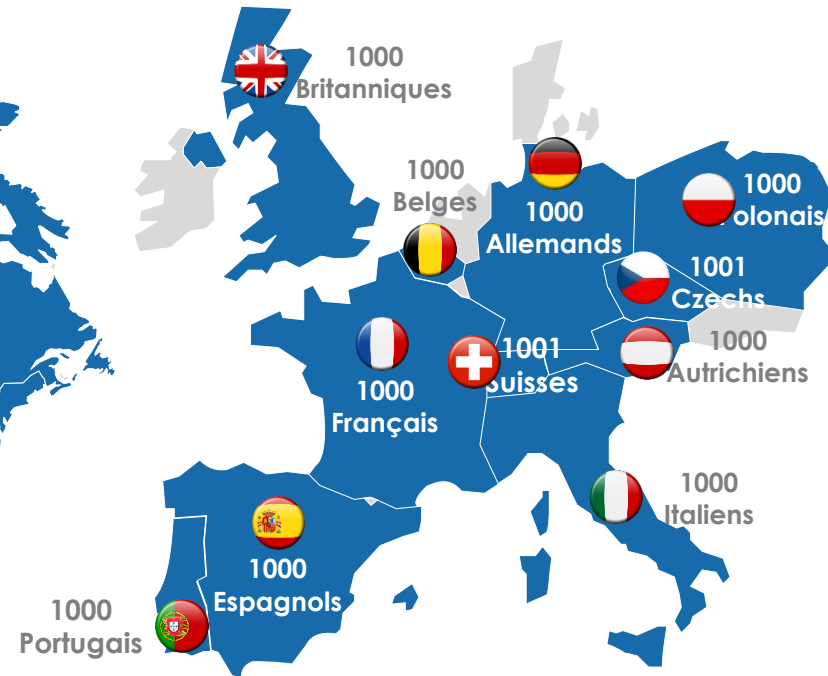 1000
Britanniques
1000
Belges
1000
Allemands
1000
olonais
1001
Czechs
1000
Autrichiens
1001
Suisses
1000
Français
1000
Italiens
1000
Espagnols
1000
Portugais